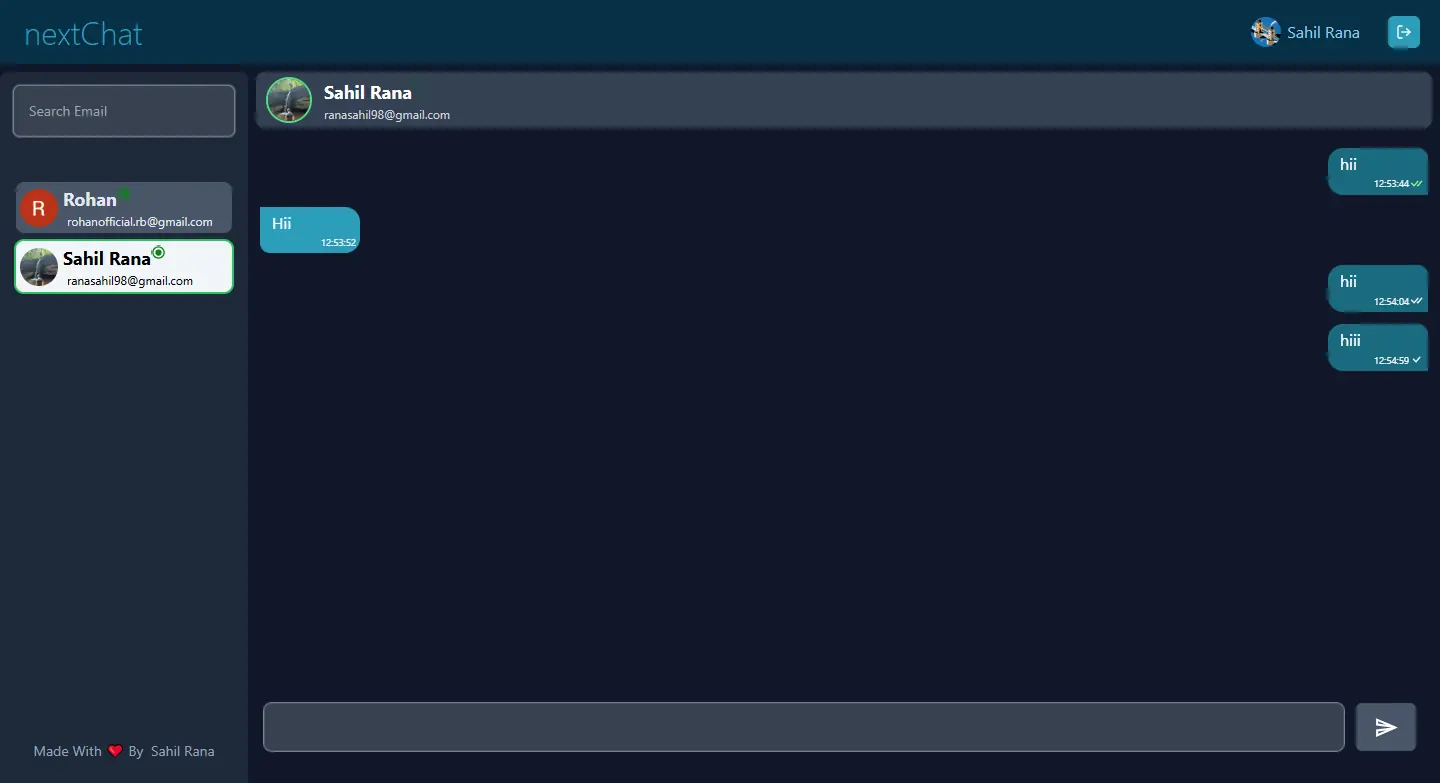 nextChat
Sahil Rana
Search Email
R
Rohan
rohanofficial.rb@gmail.com
Sahil Rana
ranasahil98@gmail.com
Made With ❤️ By Sahil Rana
Sahil Rana
ranasahil98@gmail.com
hii
12:53:44
Hii
12:53:52
hii
12:54:04
hiii
12:54:59